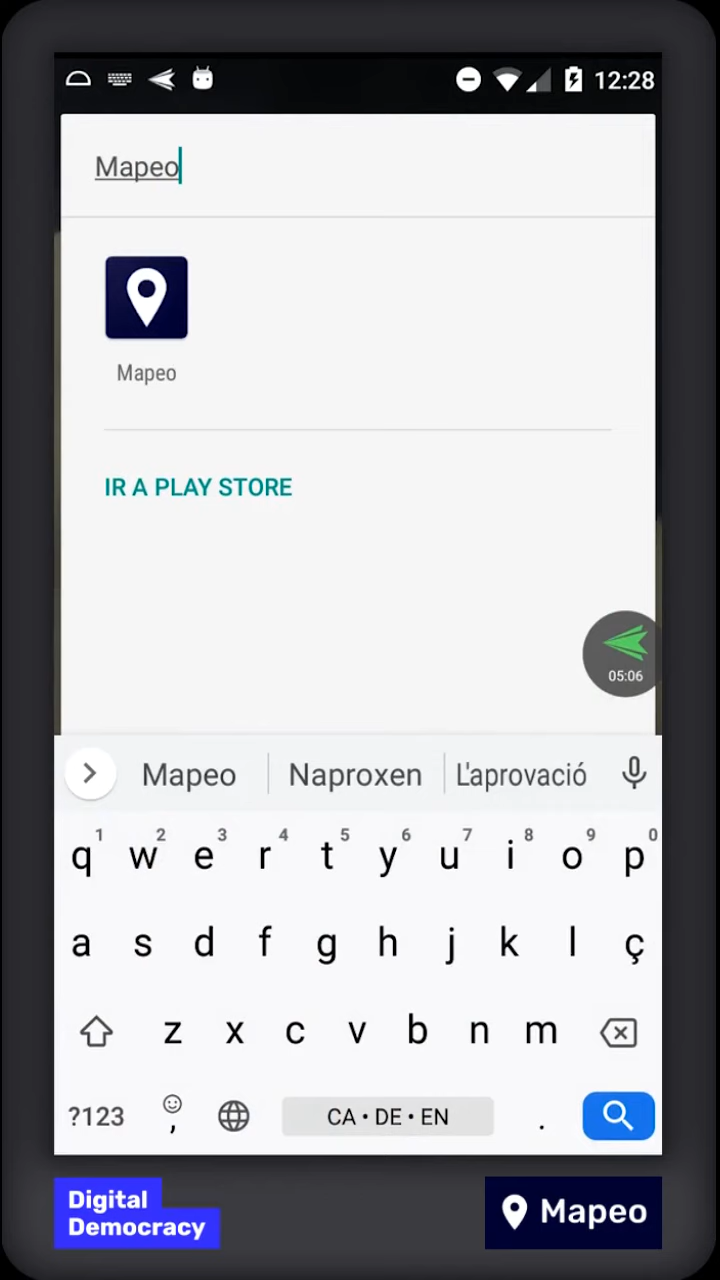 12:28
Mapeo
Mapeo
IR A PLAY STORE
05:06
Mapeo Naproxen L'aprovació
1 2 3 4 5 6 7 8 9 0
q w e r t y u i o p
a s d f g h j k l ç
z x c v b n m
?123 , CA • DE • EN .
Digital
Democracy
Mapeo